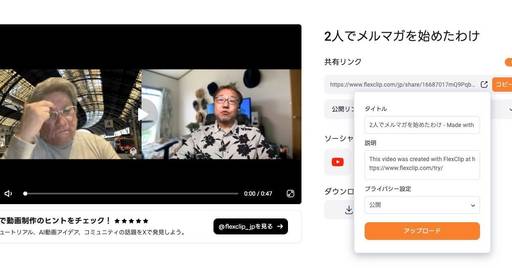 2人でメルマガを始めたわけ
共有リンク
https://www.flexclip.com/jp/share/16687017mQ9Pqb...
コピー
公開リン
タイトル
2人でメルマガを始めたわけ - Made with
説明
This video was created with FlexClip at h
ttps://www.flexclip.com/try/
プライバシー設定
公開
アップロード
ソーシャ
ダウンロ
0:00 / 0:47
で動画制作のヒントをチェック！ ★★★★★
ュートリアル、AI動画アイデア、コミュニティの話題をXで発見しよう。
@flexclip_jpを見る